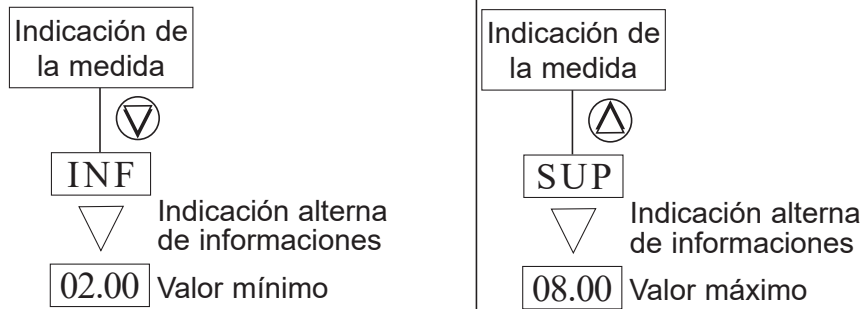 Indicación de
la medida
INF
Indicación alterna
de informaciones
02.00 Valor mínimo
Indicación de
la medida
SUP
Indicación alterna
de informaciones
08.00 Valor máximo